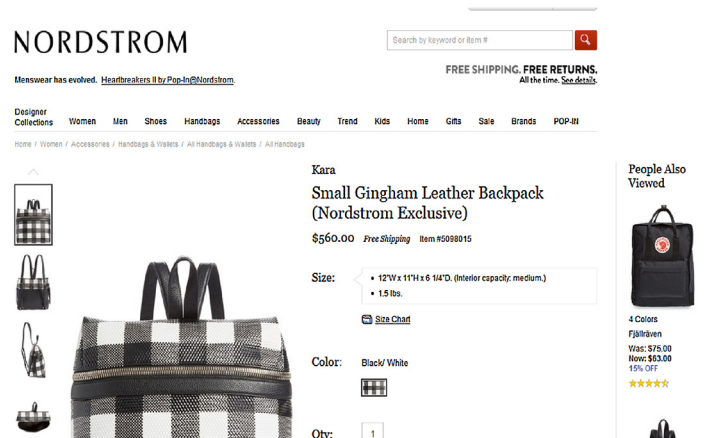 NORDSTROM
Search by keyword or item #
FREE SHIPPING. FREE RETURNS.
All the time. See details.
Menswear has evolved. Heartbreakers II by Pop-In@Nordstrom.
Designer Collections Women Men Shoes Handbags Accessories Beauty Trend Kids Home Gifts Sale Brands POP-IN
Home / Women / Accessories / Handbags & Wallets / All Handbags & Wallets / All Handbags
Kara
Small Gingham Leather Backpack
(Nordstrom Exclusive)
$560.00 Free Shipping Item #5098015
Size:
• 12"W x 11"H x 6 1/4"D. (Interior capacity: medium.)
• 1.5 lbs.
Size Chart
Color: Black/ White
Qty: 1
People Also
Viewed
4 Colors
Fjällräven
Was: $75.00
Now: $63.00
15% OFF